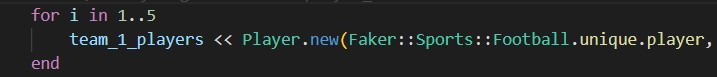 for i in 1..5
team_1_players << Player.new(Faker::Sports::Football.unique.player,
end